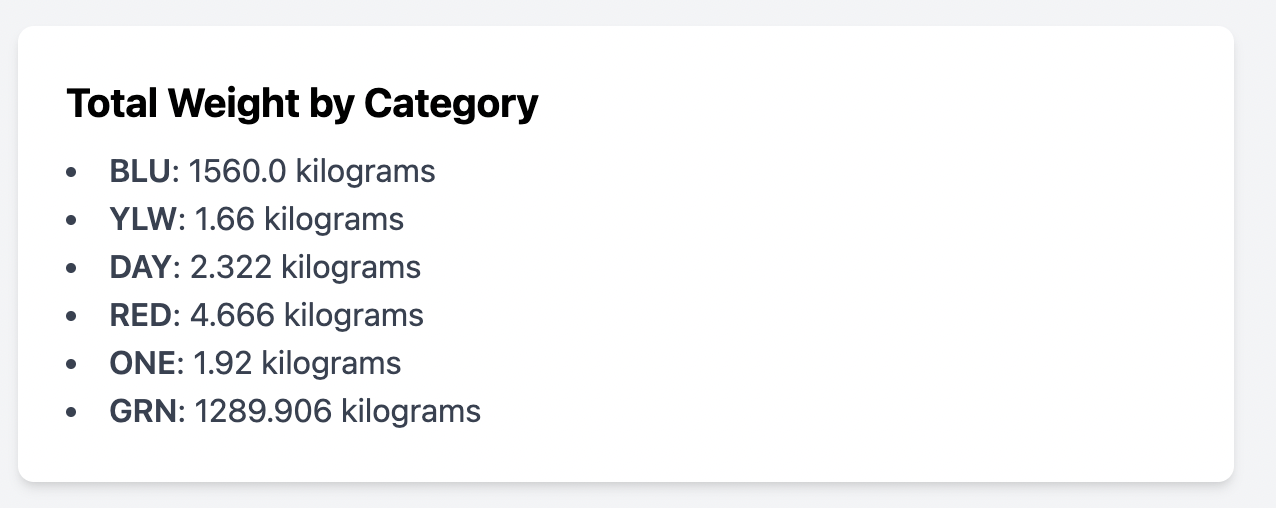 Total Weight by Category
• BLU: 1560.0 kilograms
• YLW: 1.66 kilograms
• DAY: 2.322 kilograms
• RED: 4.666 kilograms
• ONE: 1.92 kilograms
• GRN: 1289.906 kilograms